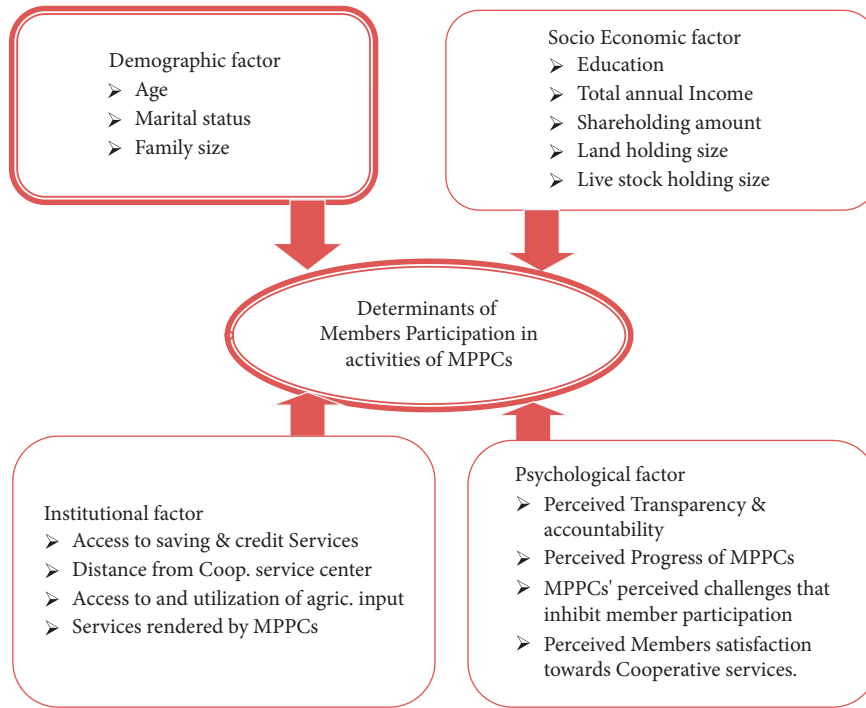 Demographic factor
➢ Age
➢ Marital status
➢ Family size
Socio Economic factor
➢ Education
➢ Total annual Income
➢ Shareholding amount
➢ Land holding size
➢ Live stock holding size
Determinants of
Members Participation in
activities of MPPCs
Institutional factor
➢ Access to saving & credit Services
➢ Distance from Coop. service center
➢ Access to and utilization of agric. input
➢ Services rendered by MPPCs
Psychological factor
➢ Perceived Transparency &
accountability
➢ Perceived Progress of MPPCs
➢ MPPCs' perceived challenges that
inhibit member participation
➢ Perceived Members satisfaction
towards Cooperative services.